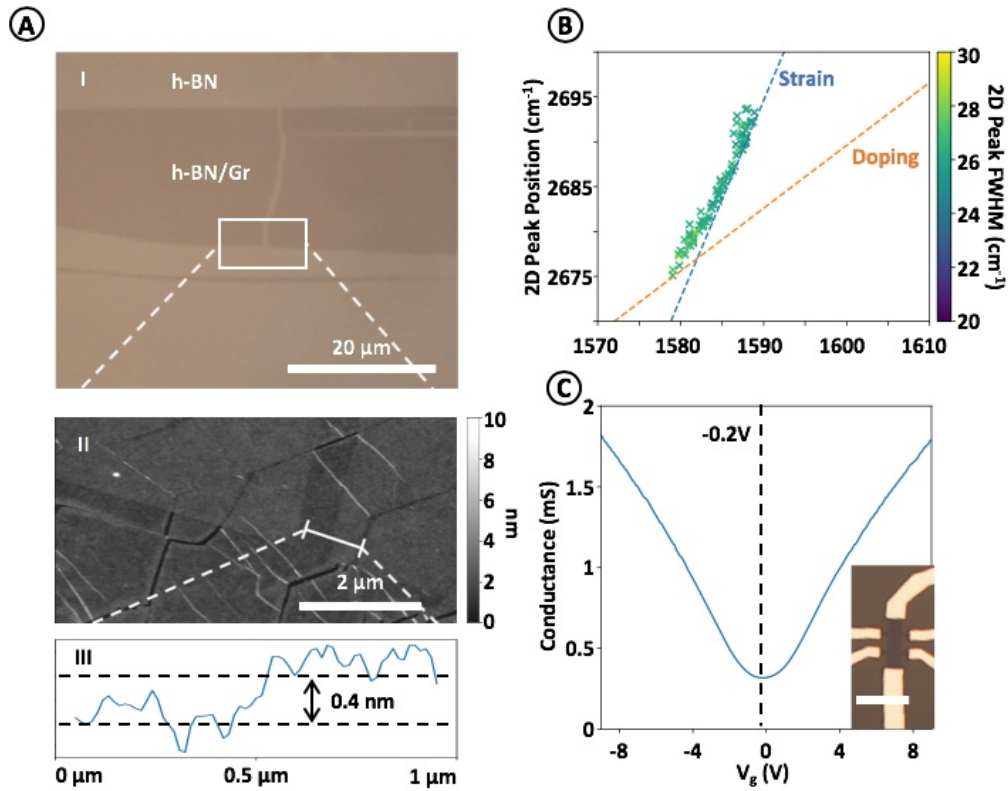 A
I
h-BN
h-BN/Gr
20 μm
II
2 μm
10
8
6
4
2
0
nm
III
0.4 nm
0 μm
0.5 μm
1 μm
B
2D Peak Position (cm⁻¹)
2695
2685
2675
1570
1580
1590
1600
1610
Strain
Doping
30
28
26
24
22
20
2D Peak FWHM (cm⁻¹)
C
Conductance (mS)
2
1.5
1
0.5
0
-0.2V
-8
-4
0
4
8
Vg (V)